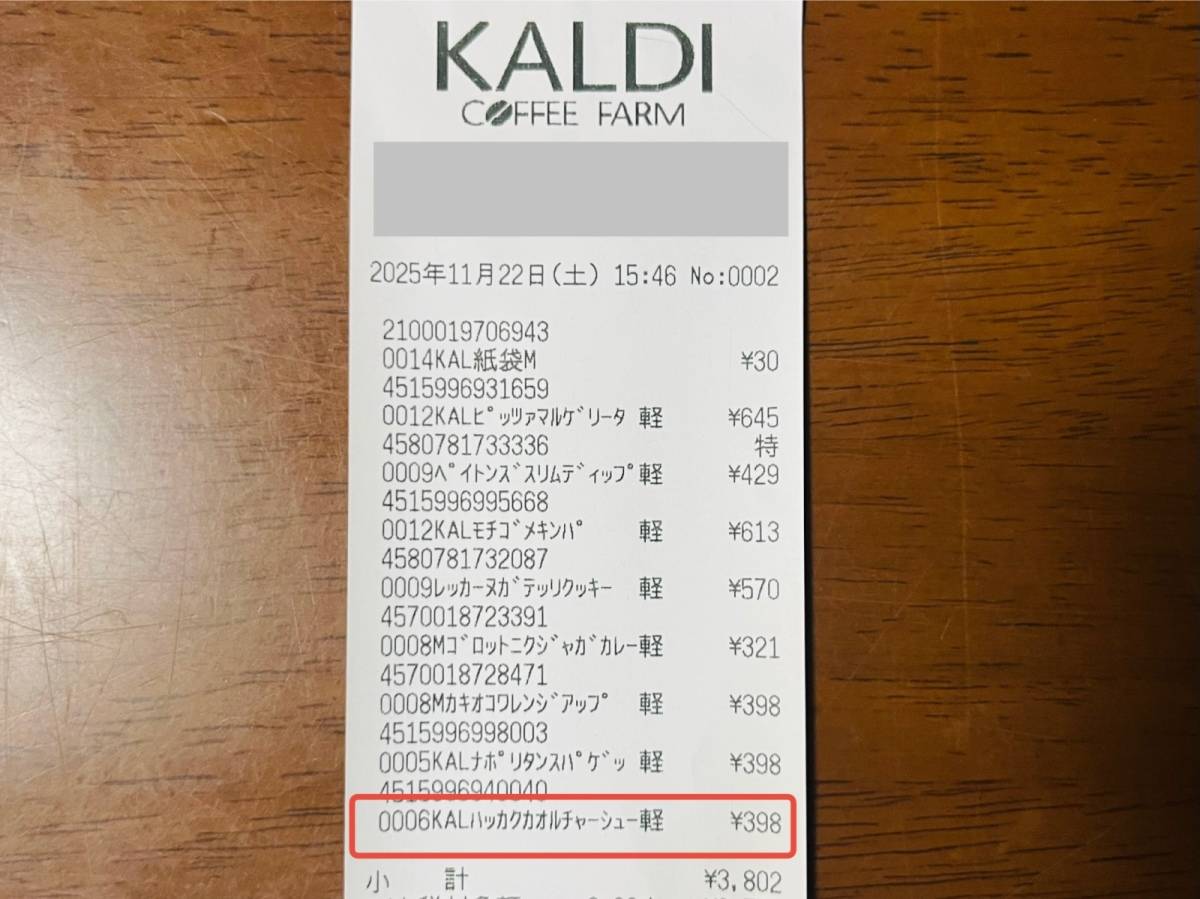 KALDI
COFFEE FARM
2025年11月22日(土) 15:46 No:0002
2100019706943
0014KAL紙袋M ¥30
4515996931659
0012KALﾋﾟｯﾂｧﾏﾙｹﾞﾘｰﾀ 軽 ¥645
4580781733336 特
0009ﾍﾟｲﾄﾝｽﾞｽﾘﾑﾃﾞｨｯﾌﾟ軽 ¥429
4515996995668
0012KALﾓﾁｺﾞﾒｷﾝﾊﾟ 軽 ¥613
4580781732087
0009ﾚｯｶｰﾇｶﾞﾃｯﾘｸｯｷｰ 軽 ¥570
4570018723391
0008Mｺﾞﾛｯﾄﾆｸｼﾞｬｶﾞｶﾚｰ軽 ¥321
4570018728471
0008Mｶｷｵｺﾜﾚﾝｼﾞｱｯﾌﾟ 軽 ¥398
4515996998003
0005KALﾅﾎﾟﾘﾀﾝｽﾊﾟｹﾞｯ 軽 ¥398
4515996940040
0006KALﾊｯｶｸｶｵﾙﾁｬｰｼｭｰ軽 ¥398
小 計 ¥3,802